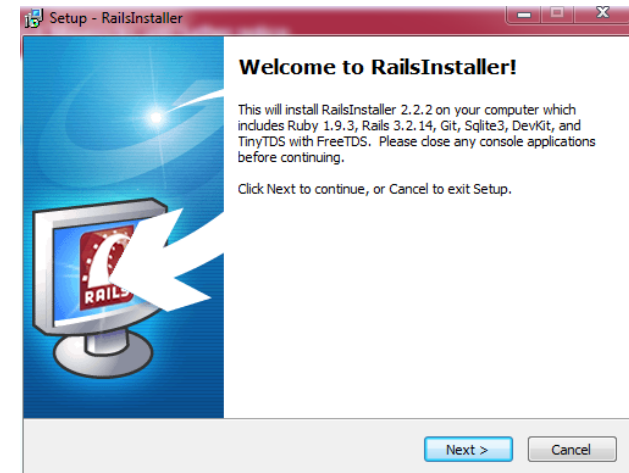 Setup - RailsInstaller
Welcome to RailsInstaller!
This will install RailsInstaller 2.2.2 on your computer which
includes Ruby 1.9.3, Rails 3.2.14, Git, Sqlite3, DevKit, and
TinyTDS with FreeTDS.  Please close any console applications
before continuing.
Click Next to continue, or Cancel to exit Setup.
RAILS
Next >
Cancel